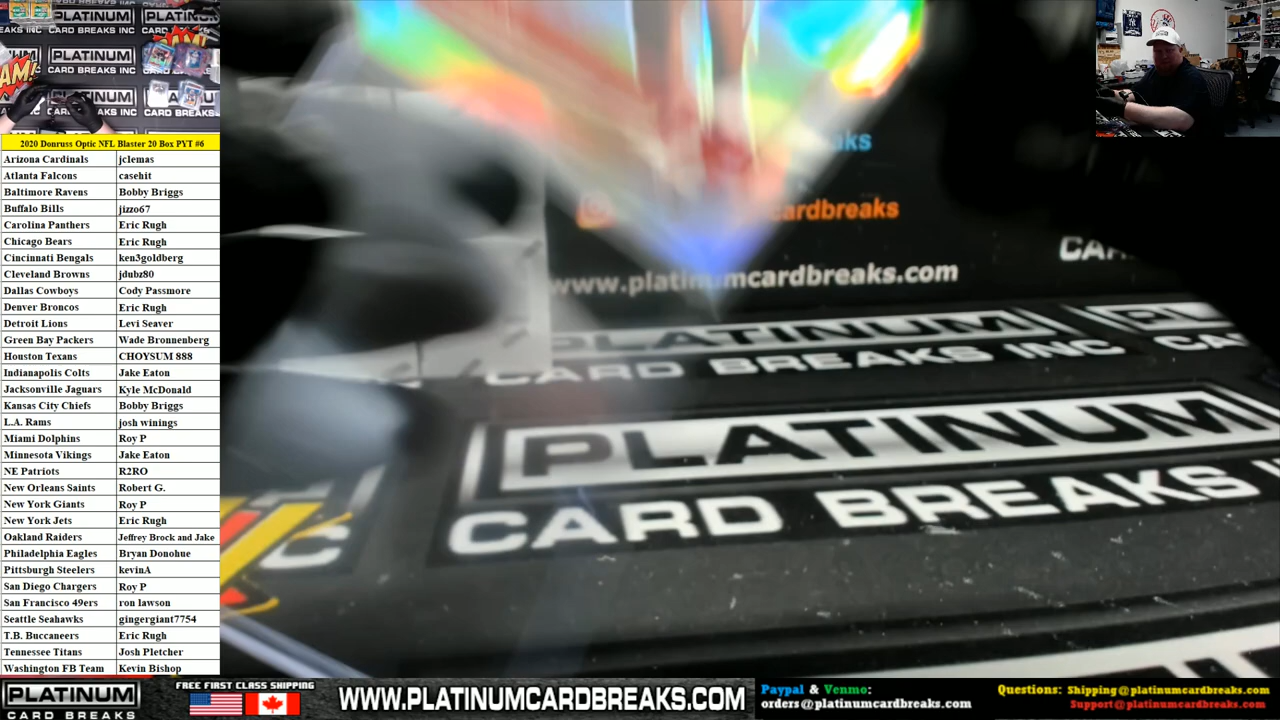 PLATINUM
CARD BREAKS INC
PLATINUM
CARD BREAKS INC
CARD BREAKS
2020 Donruss Optic NFL Blaster 20 Box PYT #6
Arizona Cardinals jclemas
Atlanta Falcons casehit
Baltimore Ravens Bobby Briggs
Buffalo Bills jizzo67
Carolina Panthers Eric Rugh
Chicago Bears Eric Rugh
Cincinnati Bengals ken3goldberg
Cleveland Browns jdubz80
Dallas Cowboys Cody Passmore
Denver Broncos Eric Rugh
Detroit Lions Levi Seaver
Green Bay Packers Wade Bronnenberg
Houston Texans CHOYSUM 888
Indianapolis Colts Jake Eaton
Jacksonville Jaguars Kyle McDonald
Kansas City Chiefs Bobby Briggs
L.A. Rams josh winings
Miami Dolphins Roy P
Minnesota Vikings Jake Eaton
NE Patriots R2RO
New Orleans Saints Robert G.
New York Giants Roy P
New York Jets Eric Rugh
Oakland Raiders Jeffrey Brock and Jake
Philadelphia Eagles Bryan Donohue
Pittsburgh Steelers kevinA
San Diego Chargers Roy P
San Francisco 49ers ron lawson
Seattle Seahawks gingergiant7754
T.B. Buccaneers Eric Rugh
Tennessee Titans Josh Pletcher
Washington FB Team Kevin Bishop
aks
cardbreaks
www.platinumcardbreaks.com
PLATINUM
CARD BREAKS INC
PLATINUM
CARD BREAKS
PLATINUM
CARD BREAKS
FREE FIRST CLASS SHIPPING
WWW.PLATINUMCARDBREAKS.COM
Paypal & Venmo:
orders@platinumcardbreaks.com
Questions: Shipping@platinumcardbreaks.com
Support@platinumcardbreaks.com